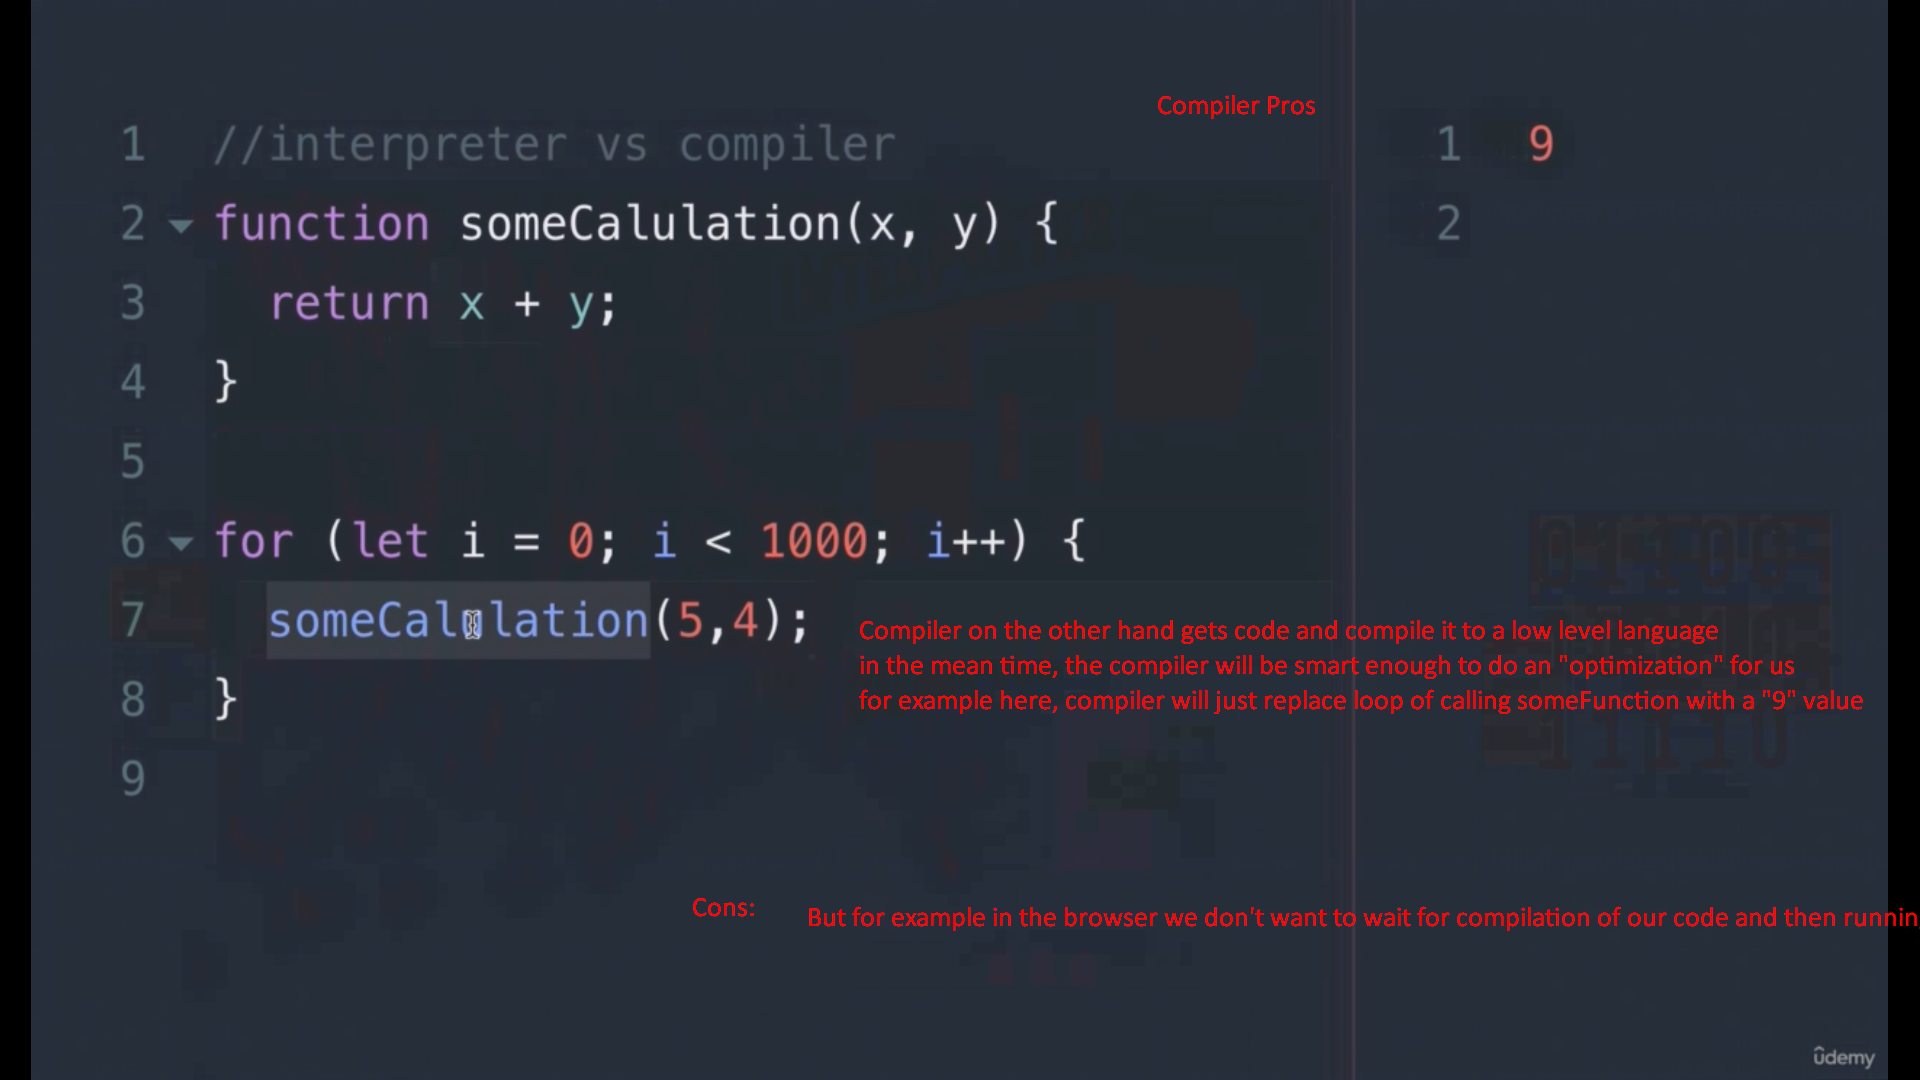 Compiler Pros
1 //interpreter vs compiler
2 function someCalulation(x, y) {
3 return x + y;
4 }
5
6 for (let i = 0; i < 1000; i++) {
7 someCalulation(5,4);
8 }
9
1 9
2
Compiler on the other hand gets code and compile it to a low level language
in the mean time, the compiler will be smart enough to do an "optimization" for us
for example here, compiler will just replace loop of calling someFunction with a "9" value
Cons:
But for example in the browser we don't want to wait for compilation of our code and then runnin
ûdemy